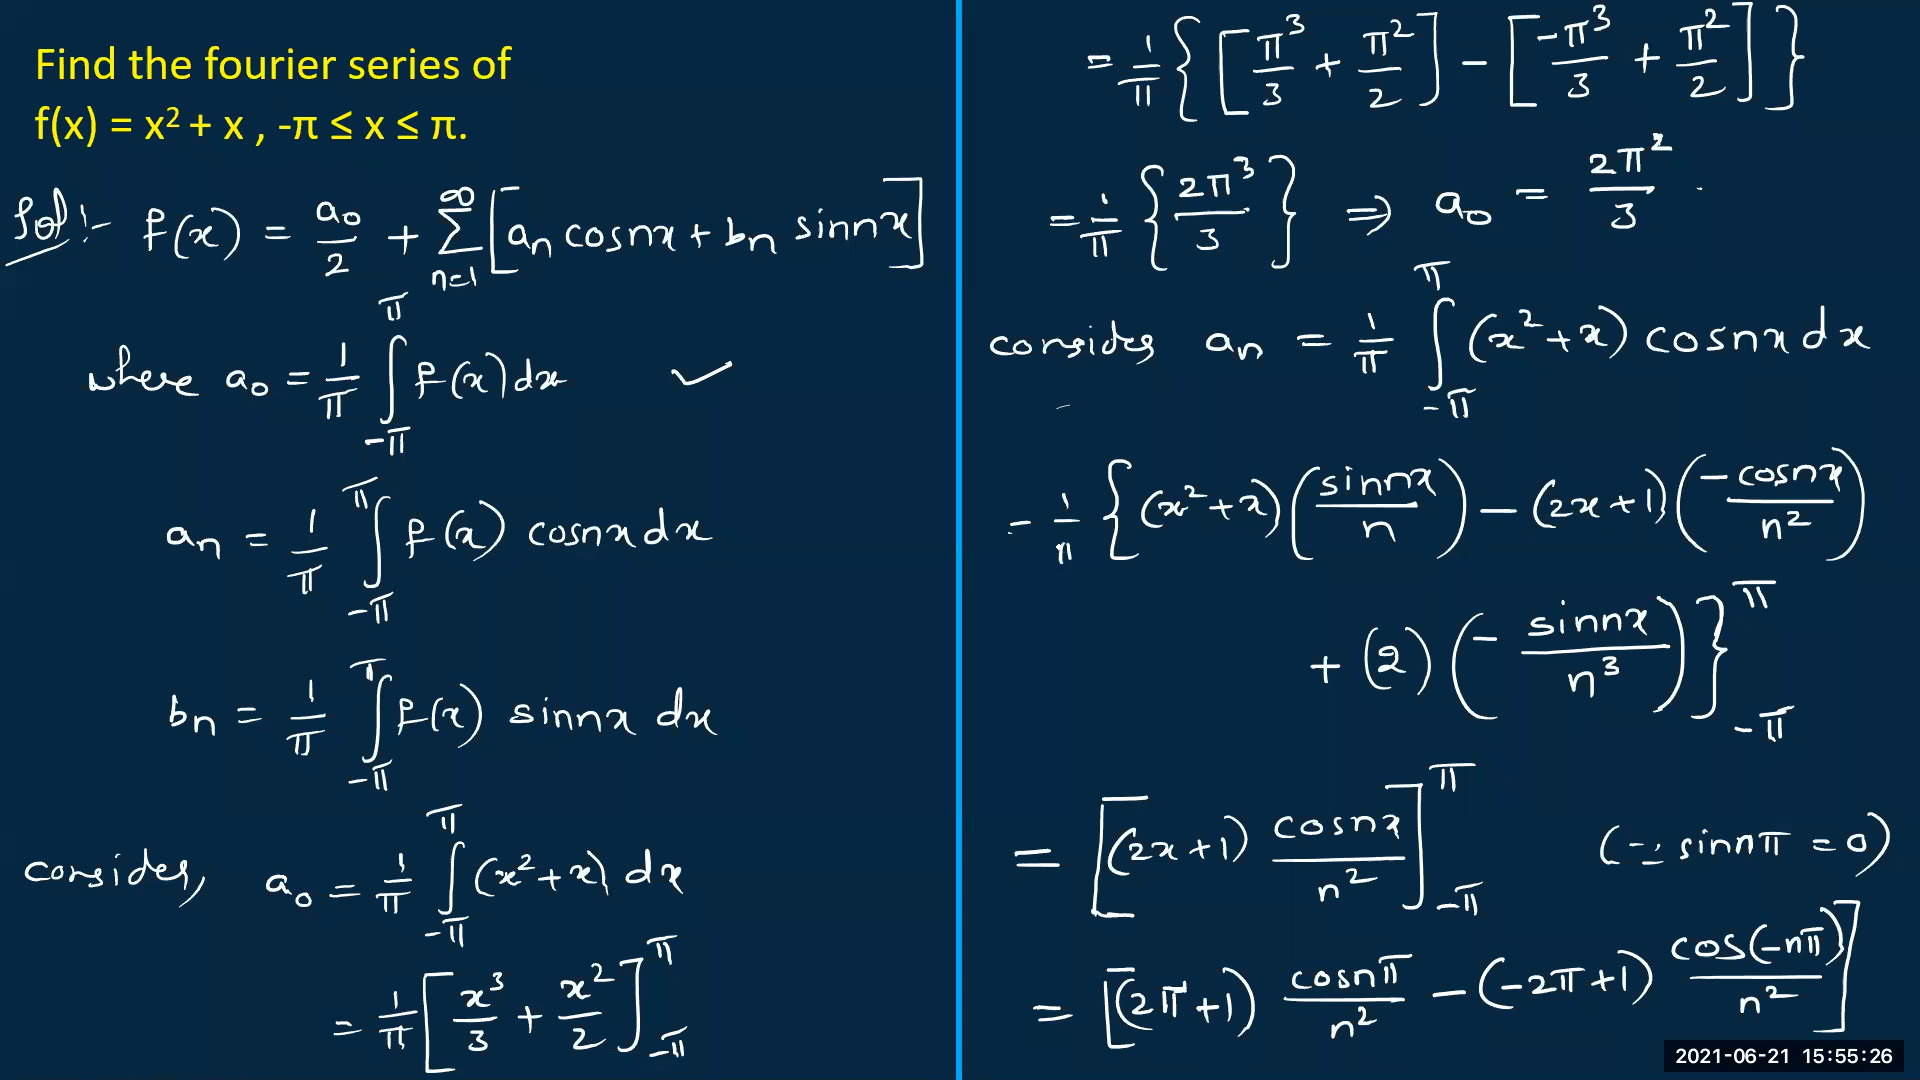 Find the fourier series of
f(x) = x² + x , -π ≤ x ≤ π.
Sol:- f(x) = a₀/2 + ∑_{n=1}^{∞} [aₙ cosnx + bₙ sinnx]
where a₀ = 1/π ∫_{-π}^{π} f(x) dx ✓
aₙ = 1/π ∫_{-π}^{π} f(x) cosnx dx
bₙ = 1/π ∫_{-π}^{π} f(x) sinnx dx
consider, a₀ = 1/π ∫_{-π}^{π} (x²+x) dx
= 1/π [x³/3 + x²/2]_{-π}^{π}
= 1/π {[π³/3 + π²/2] - [-π³/3 + π²/2]}
= 1/π {2π³/3} ⇒ a₀ = 2π²/3 .
consider aₙ = 1/π ∫_{-π}^{π} (x²+x) cosnx dx
- 1/π {(x²+x)(sinnx/n) - (2x+1)(-cosnx/n²)
+ (2)(- sinnx/n³)}_{-π}^{π}
= [(2x+1) cosnx/n²]_{-π}^{π} (∵ sinnπ = 0)
= [(2π+1) cosnπ/n² - (-2π+1) cos(-nπ)/n²]
2021-06-21 15:55:26